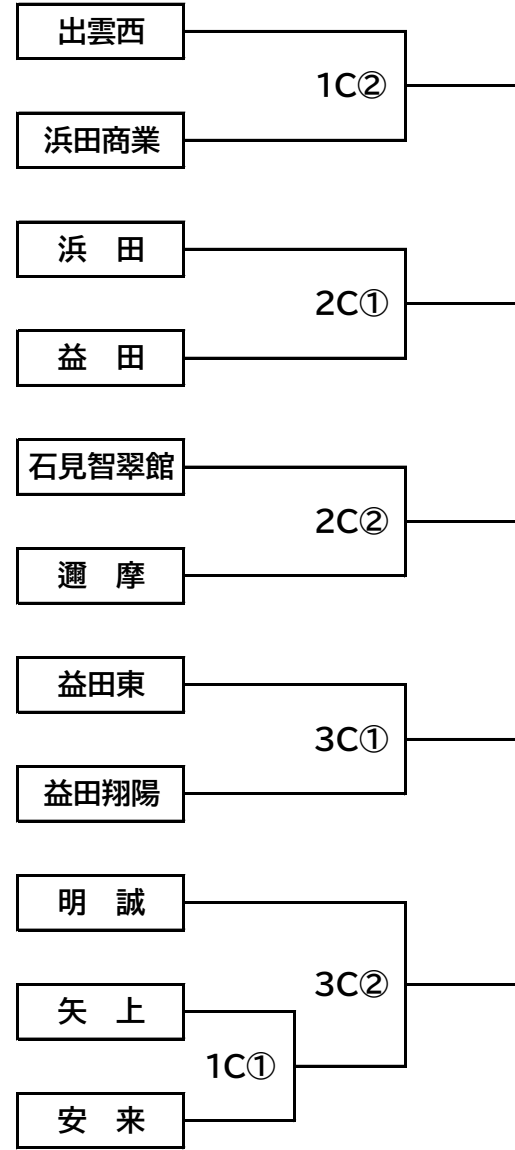 出雲西
1C②
浜田商業
浜　田
2C①
益　田
石見智翠館
2C②
邇　摩
益田東
3C①
益田翔陽
明　誠
3C②
矢　上
1C①
安　来